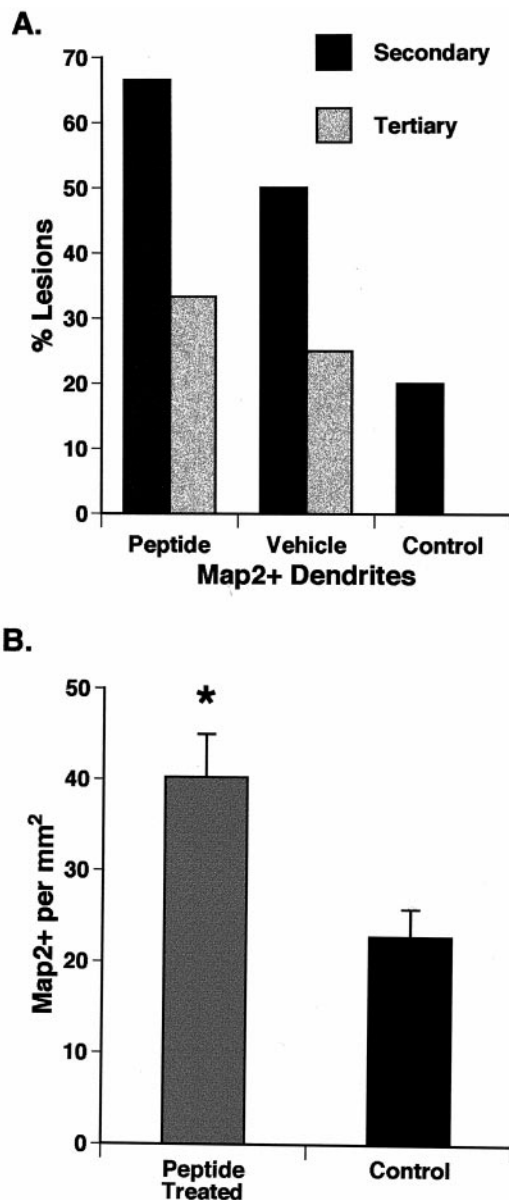 A.
70
60
50
40
30
20
10
0
% Lesions
Secondary
Tertiary
Peptide Vehicle Control
Map2+ Dendrites
B.
50
40
30
20
10
0
Map2+ per mm²
*
Peptide Control
Treated